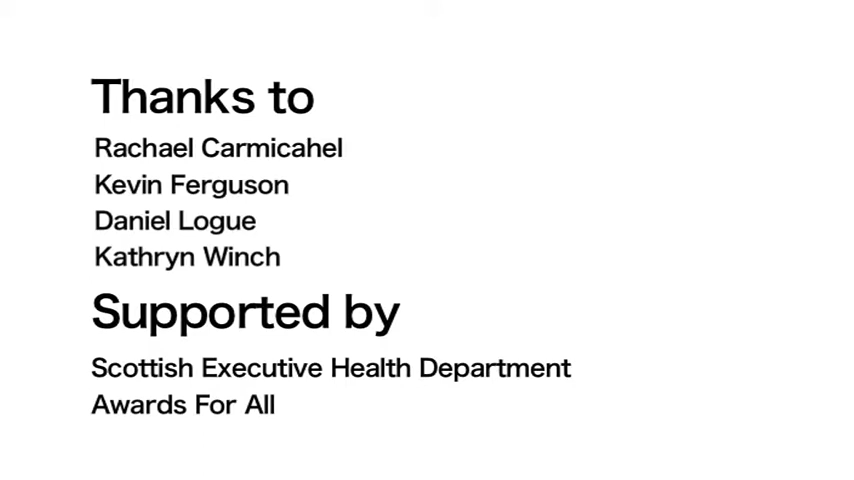 Thanks to
Rachael Carmicahel
Kevin Ferguson
Daniel Logue
Kathryn Winch
Supported by
Scottish Executive Health Department
Awards For All